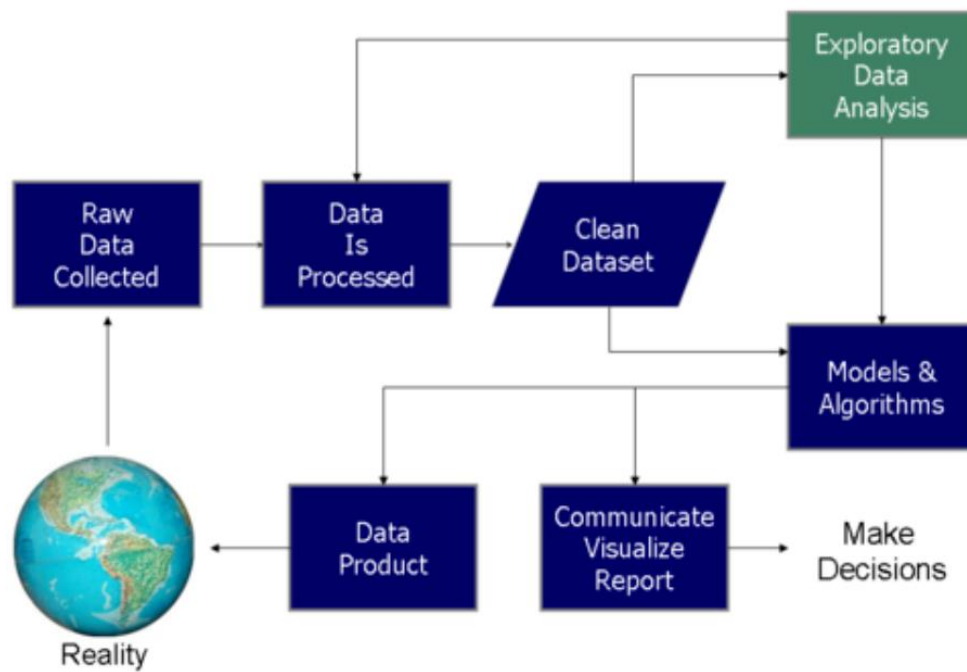 Exploratory
Data
Analysis
Raw
Data
Collected
Data
Is
Processed
Clean
Dataset
Models &
Algorithms
Data
Product
Communicate
Visualize
Report
Make
Decisions
Reality